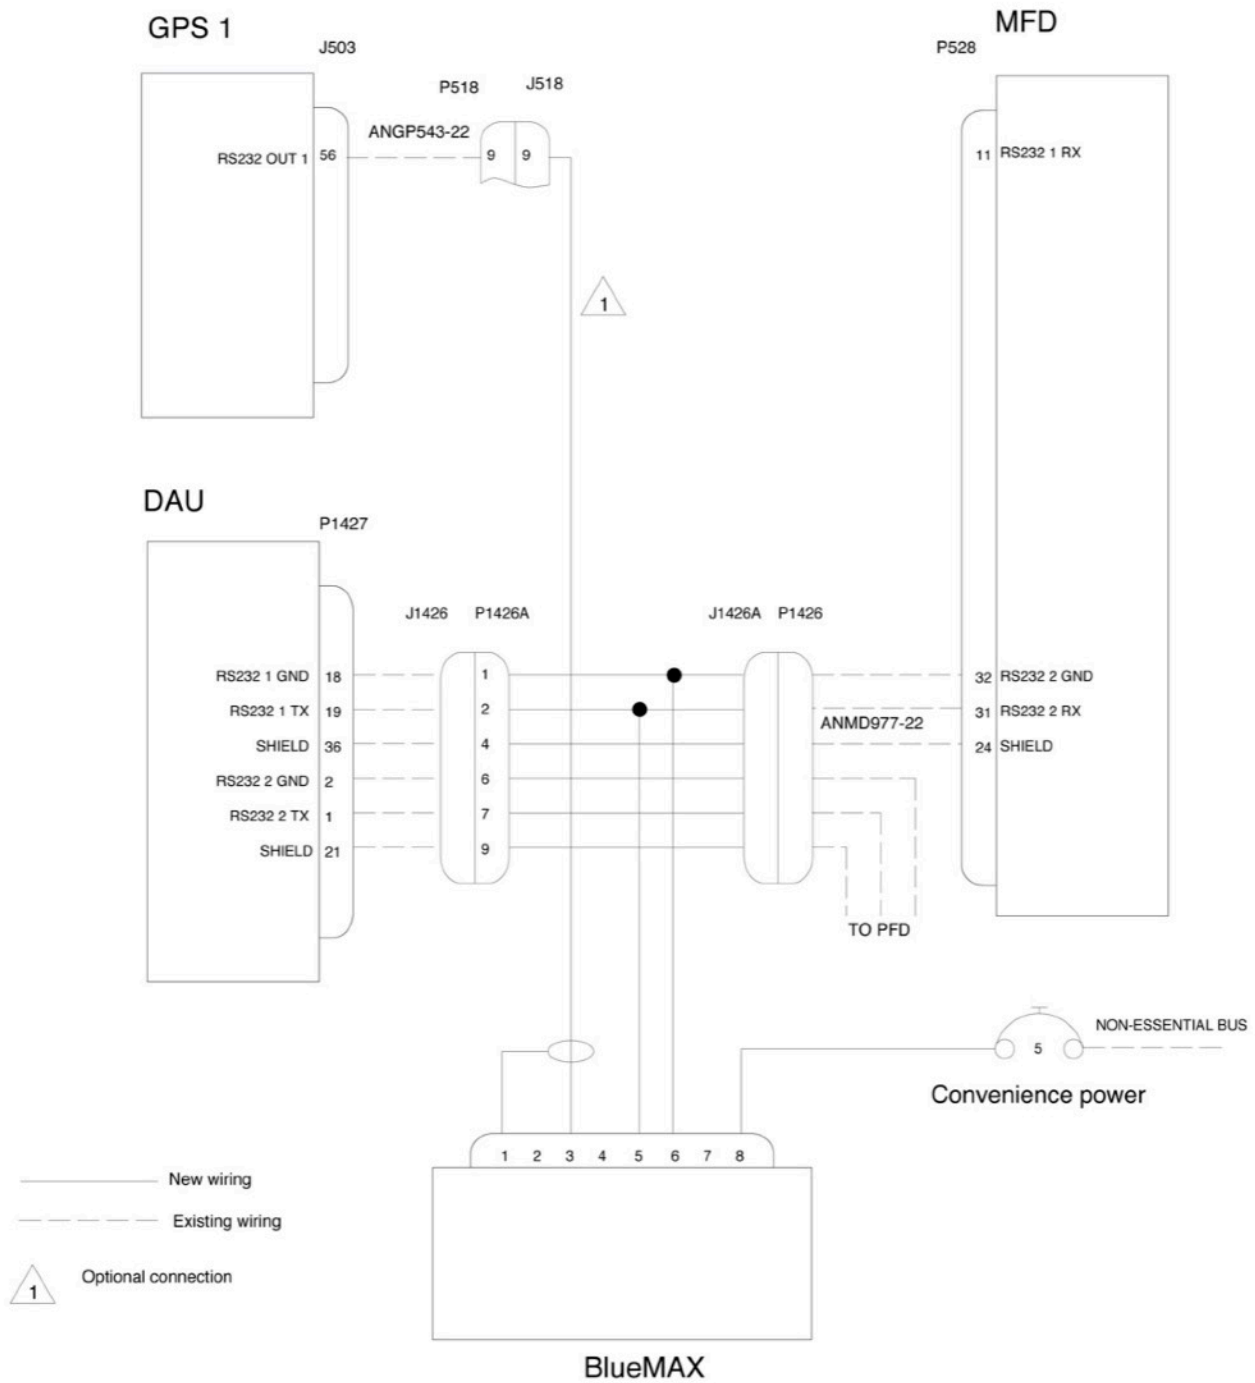 GPS 1
MFD
J503
P528
P518
J518
ANGP543-22
RS232 OUT 1
56
9
9
11
RS232 1 RX
1
DAU
P1427
J1426
P1426A
J1426A
P1426
RS232 1 GND
18
1
32
RS232 2 GND
RS232 1 TX
19
2
31
RS232 2 RX
ANMD977-22
SHIELD
36
4
24
SHIELD
RS232 2 GND
2
6
RS232 2 TX
1
7
SHIELD
21
9
TO PFD
NON-ESSENTIAL BUS
5
Convenience power
1 2 3 4 5 6 7 8
New wiring
Existing wiring
Optional connection
1
BlueMAX